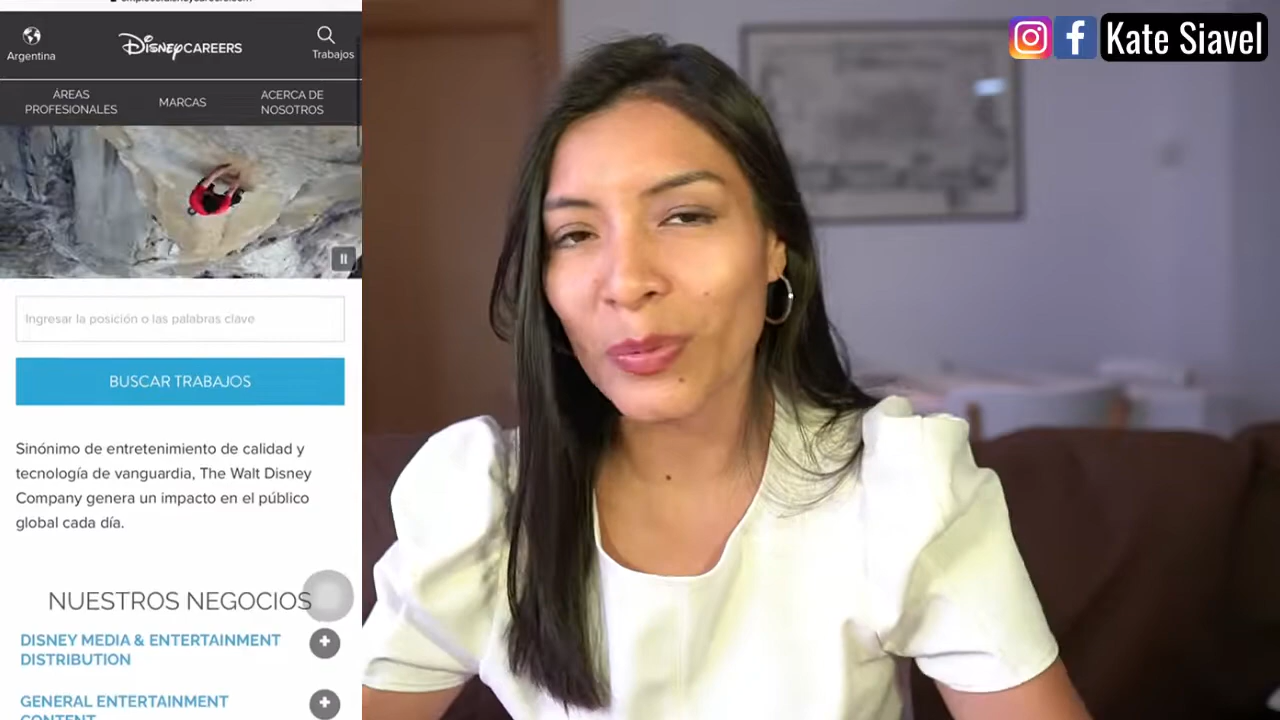 Argentina
DISNEY CAREERS
Trabajos
ÁREAS
PROFESIONALES
MARCAS
ACERCA DE
NOSOTROS
Ingresar la posición o las palabras clave
BUSCAR TRABAJOS
Sinónimo de entretenimiento de calidad y
tecnología de vanguardia, The Walt Disney
Company genera un impacto en el público
global cada día.
NUESTROS NEGOCIOS
DISNEY MEDIA & ENTERTAINMENT
DISTRIBUTION
GENERAL ENTERTAINMENT
CONTENT
Kate Siavel